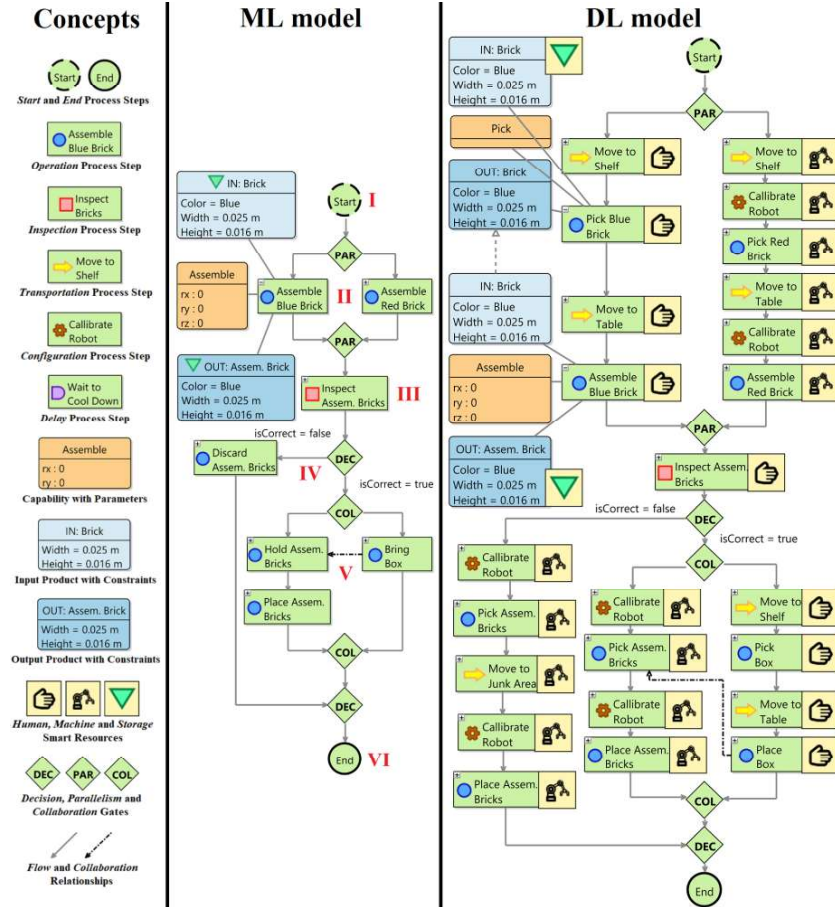 Concepts
Start
End
Start and End Process Steps
Assemble
Blue Brick
Operation Process Step
Inspect
Bricks
Inspection Process Step
Move to
Shelf
Transportation Process Step
Callibrate
Robot
Configuration Process Step
Wait to
Cool Down
Delay Process Step
Assemble
rx : 0
ry : 0
Capability with Parameters
IN: Brick
Width = 0.025 m
Height = 0.016 m
Input Product with Constraints
OUT: Assem. Brick
Width = 0.025 m
Height = 0.016 m
Output Product with Constraints
Human, Machine and Storage
Smart Resources
DEC
PAR
COL
Decision, Parallelism and
Collaboration Gates
Flow and Collaboration
Relationships
ML model
IN: Brick
Color = Blue
Width = 0.025 m
Height = 0.016 m
Start
I
PAR
Assemble
rx : 0
ry : 0
rz : 0
Assemble
Blue Brick
II
Assemble
Red Brick
PAR
OUT: Assem. Brick
Color = Blue
Width = 0.025 m
Height = 0.016 m
Inspect
Assem. Bricks
III
isCorrect = false
Discard
Assem. Bricks
IV
DEC
isCorrect = true
COL
Hold Assem.
Bricks
V
Bring
Box
Place Assem.
Bricks
COL
DEC
End
VI
DL model
IN: Brick
Color = Blue
Width = 0.025 m
Height = 0.016 m
Start
PAR
Pick
Move to
Shelf
Move to
Shelf
OUT: Brick
Color = Blue
Width = 0.025 m
Height = 0.016 m
Callibrate
Robot
Pick Blue
Brick
Pick Red
Brick
IN: Brick
Color = Blue
Width = 0.025 m
Height = 0.016 m
Move to
Table
Move to
Table
Callibrate
Robot
Assemble
rx : 0
ry : 0
rz : 0
Assemble
Blue Brick
Assemble
Red Brick
PAR
OUT: Assem. Brick
Color = Blue
Width = 0.025 m
Height = 0.016 m
Inspect Assem.
Bricks
isCorrect = false
DEC
isCorrect = true
COL
Callibrate
Robot
Callibrate
Robot
Move to
Shelf
Pick Assem.
Bricks
Pick Assem.
Bricks
Pick
Box
Move to
Junk Area
Callibrate
Robot
Move to
Table
Callibrate
Robot
Place Assem.
Bricks
Place
Box
Place Assem.
Bricks
COL
DEC
End